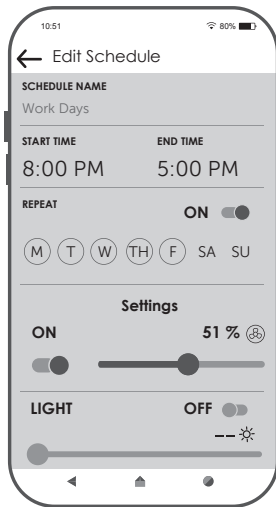 10:51 80%
Edit Schedule
SCHEDULE NAME
Work Days
START TIME END TIME
8:00 PM 5:00 PM
REPEAT ON
M T W TH F SA SU
Settings
ON 51 %
LIGHT OFF
--